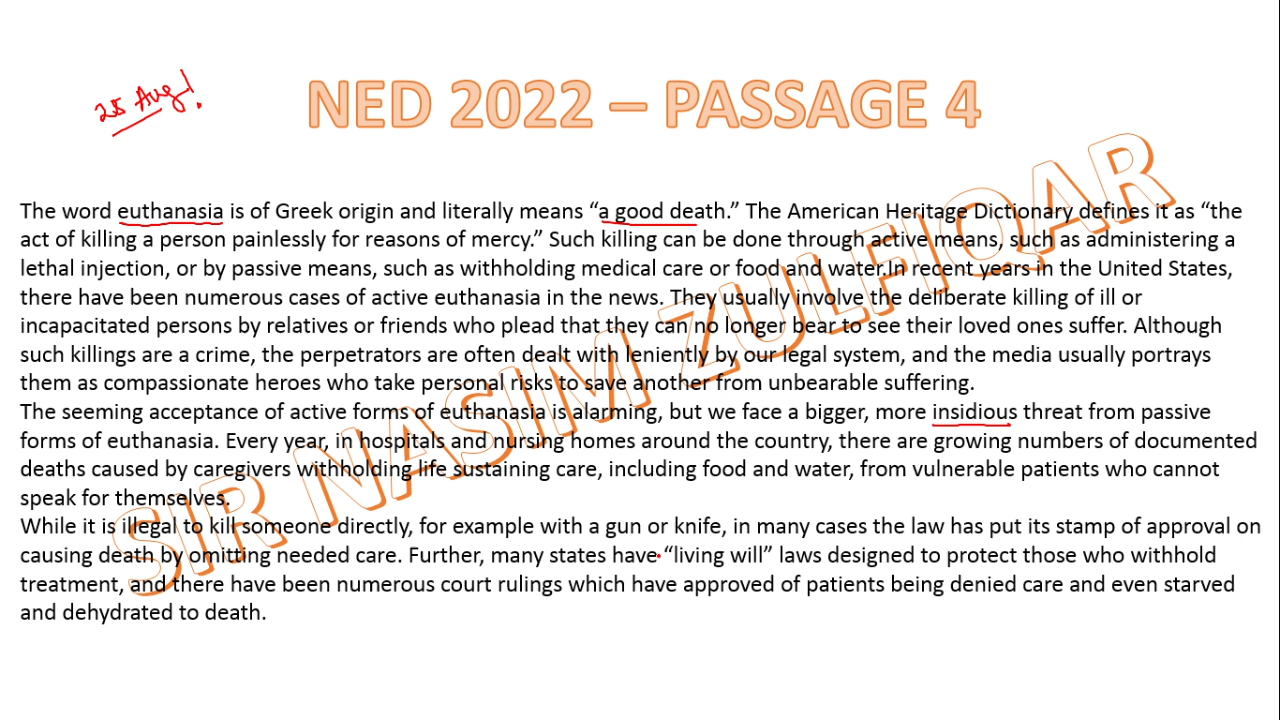 25 Aug!
NED 2022 – PASSAGE 4
The word euthanasia is of Greek origin and literally means “a good death.” The American Heritage Dictionary defines it as “the
act of killing a person painlessly for reasons of mercy.” Such killing can be done through active means, such as administering a
lethal injection, or by passive means, such as withholding medical care or food and water.In recent years in the United States,
there have been numerous cases of active euthanasia in the news. They usually involve the deliberate killing of ill or
incapacitated persons by relatives or friends who plead that they can no longer bear to see their loved ones suffer. Although
such killings are a crime, the perpetrators are often dealt with leniently by our legal system, and the media usually portrays
them as compassionate heroes who take personal risks to save another from unbearable suffering.
The seeming acceptance of active forms of euthanasia is alarming, but we face a bigger, more insidious threat from passive
forms of euthanasia. Every year, in hospitals and nursing homes around the country, there are growing numbers of documented
deaths caused by caregivers withholding life sustaining care, including food and water, from vulnerable patients who cannot
speak for themselves.
While it is illegal to kill someone directly, for example with a gun or knife, in many cases the law has put its stamp of approval on
causing death by omitting needed care. Further, many states have “living will” laws designed to protect those who withhold
treatment, and there have been numerous court rulings which have approved of patients being denied care and even starved
and dehydrated to death.
SIR NASIM ZULFIQAR